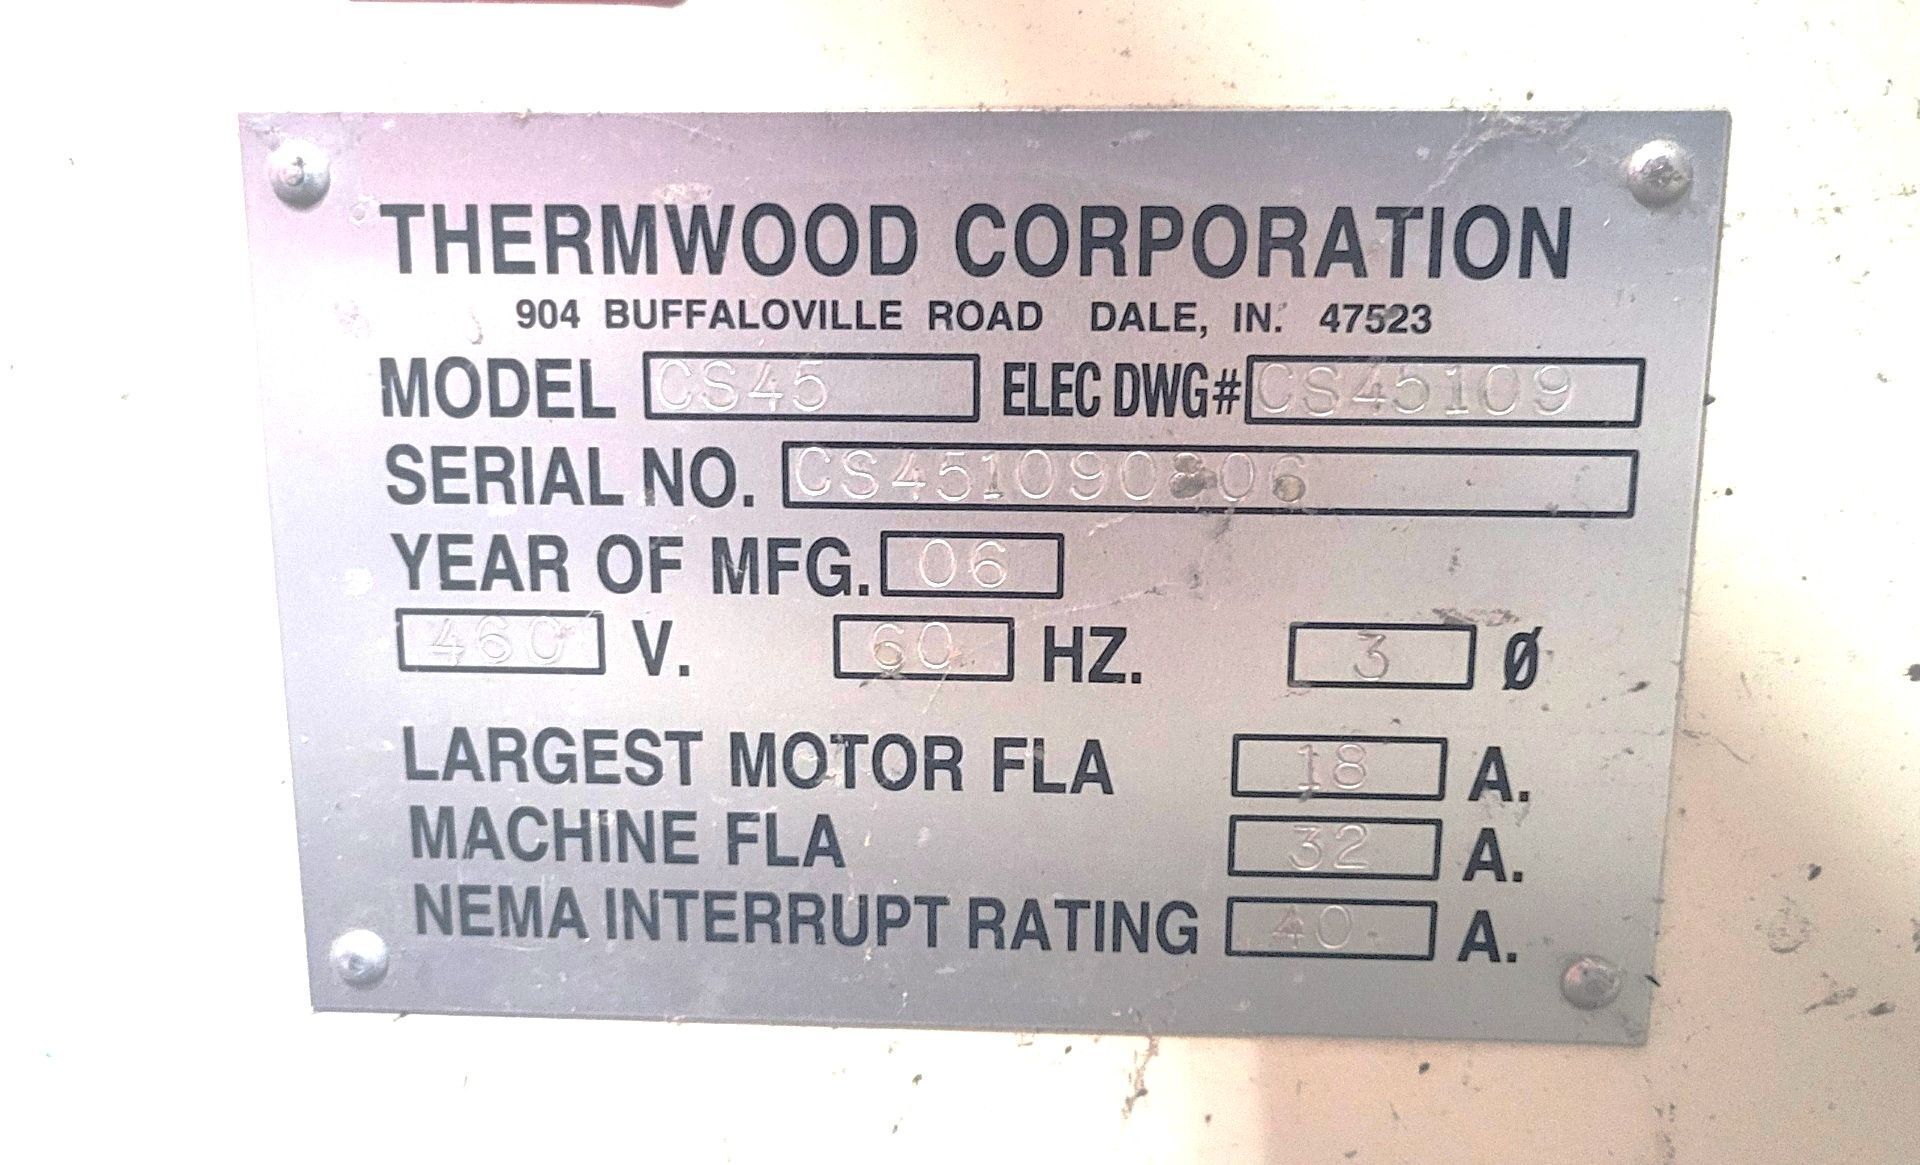 THERMWOOD CORPORATION
904 BUFFALOVILLE ROAD DALE, IN. 47523
MODEL CS45 ELEC DWG# CS45109
SERIAL NO. CS451090806
YEAR OF MFG. 06
460 V. 60 HZ. 3 Ø
LARGEST MOTOR FLA 18 A.
MACHINE FLA 32 A.
NEMA INTERRUPT RATING 40 A.